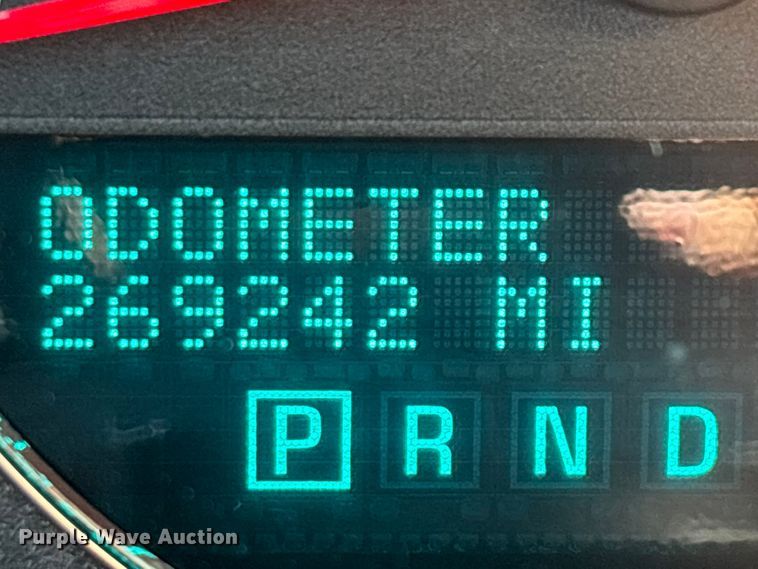 ODOMETER
269242 MI
P R N D
Purple Wave Auction